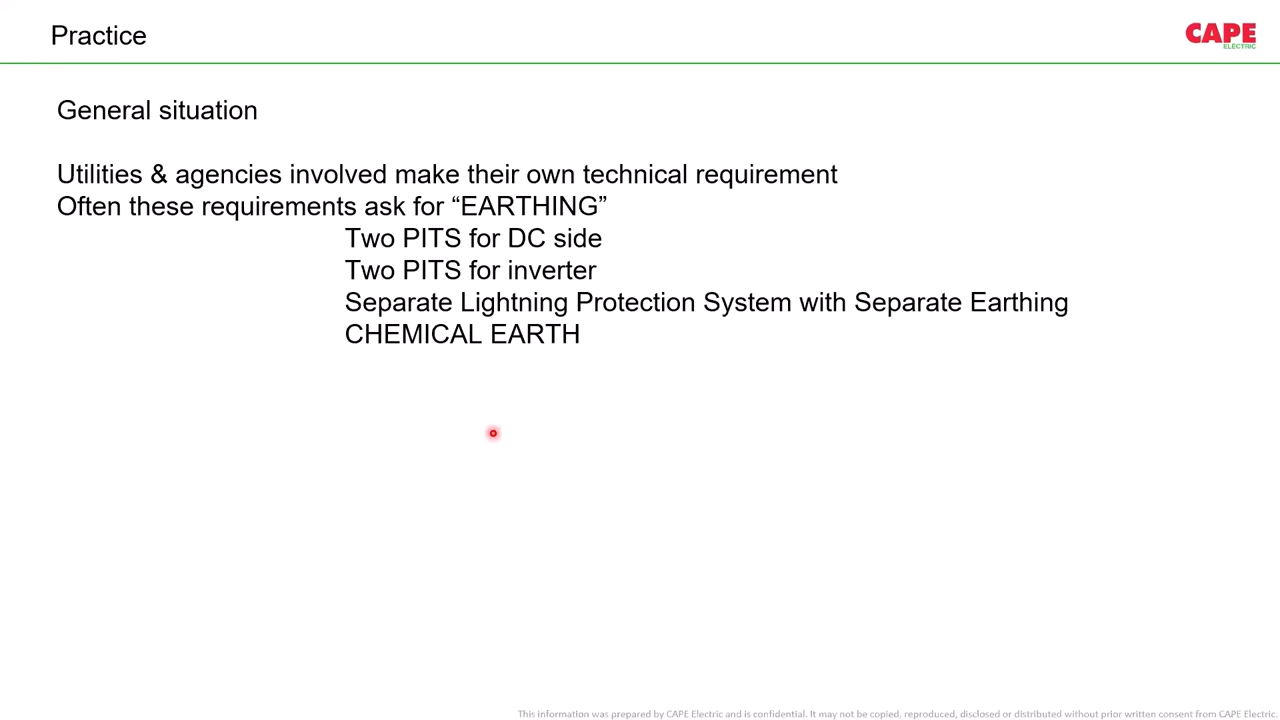 Practice
CAPE
ELECTRIC
General situation
Utilities & agencies involved make their own technical requirement
Often these requirements ask for “EARTHING”
Two PITS for DC side
Two PITS for inverter
Separate Lightning Protection System with Separate Earthing
CHEMICAL EARTH
This information was prepared by CAPE Electric and is confidential. It may not be copied, reproduced, disclosed or distributed without prior written consent from CAPE Electric.